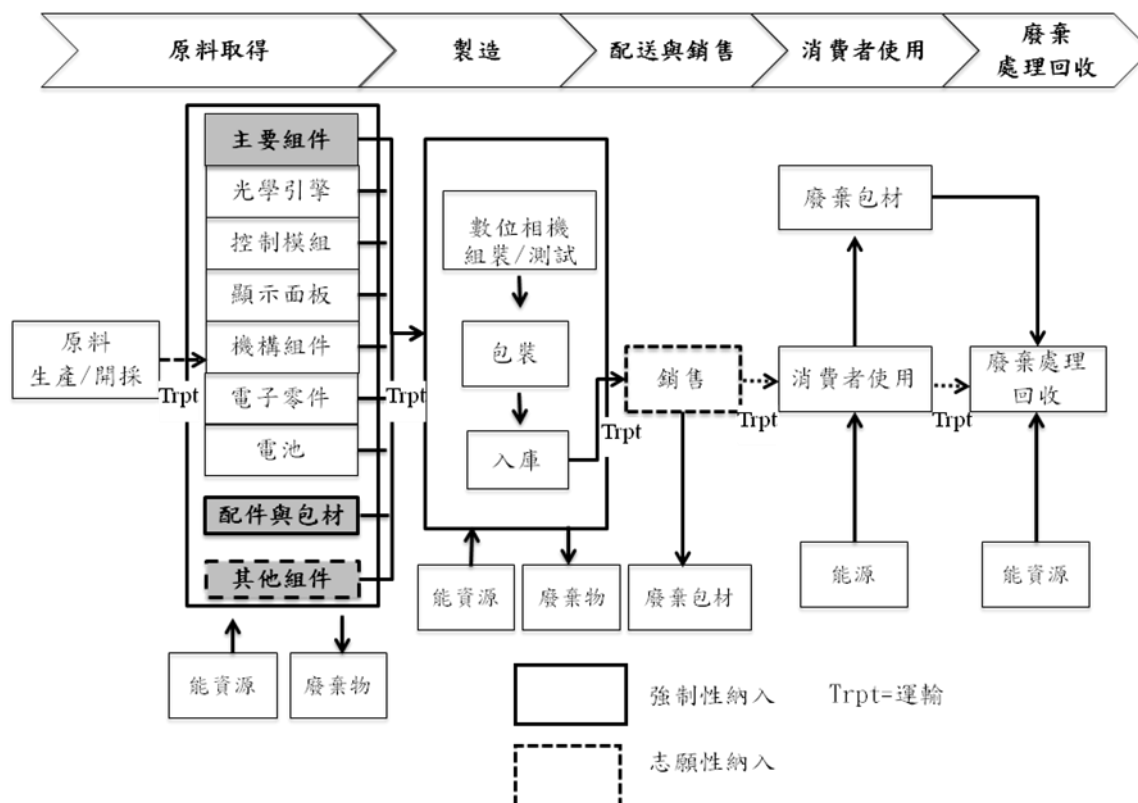 原料取得
製造
配送與銷售
消費者使用
廢棄
處理回收
主要組件
光學引擎
控制模組
顯示面板
機構組件
電子零件
電池
配件與包材
其他組件
原料
生產/開採
Trpt
Trpt
數位相機
組裝/測試
包裝
入庫
Trpt
銷售
Trpt
消費者使用
Trpt
廢棄包材
廢棄處理
回收
能資源
廢棄物
能資源
廢棄物
廢棄包材
能源
能資源
強制性納入
Trpt=運輸
志願性納入